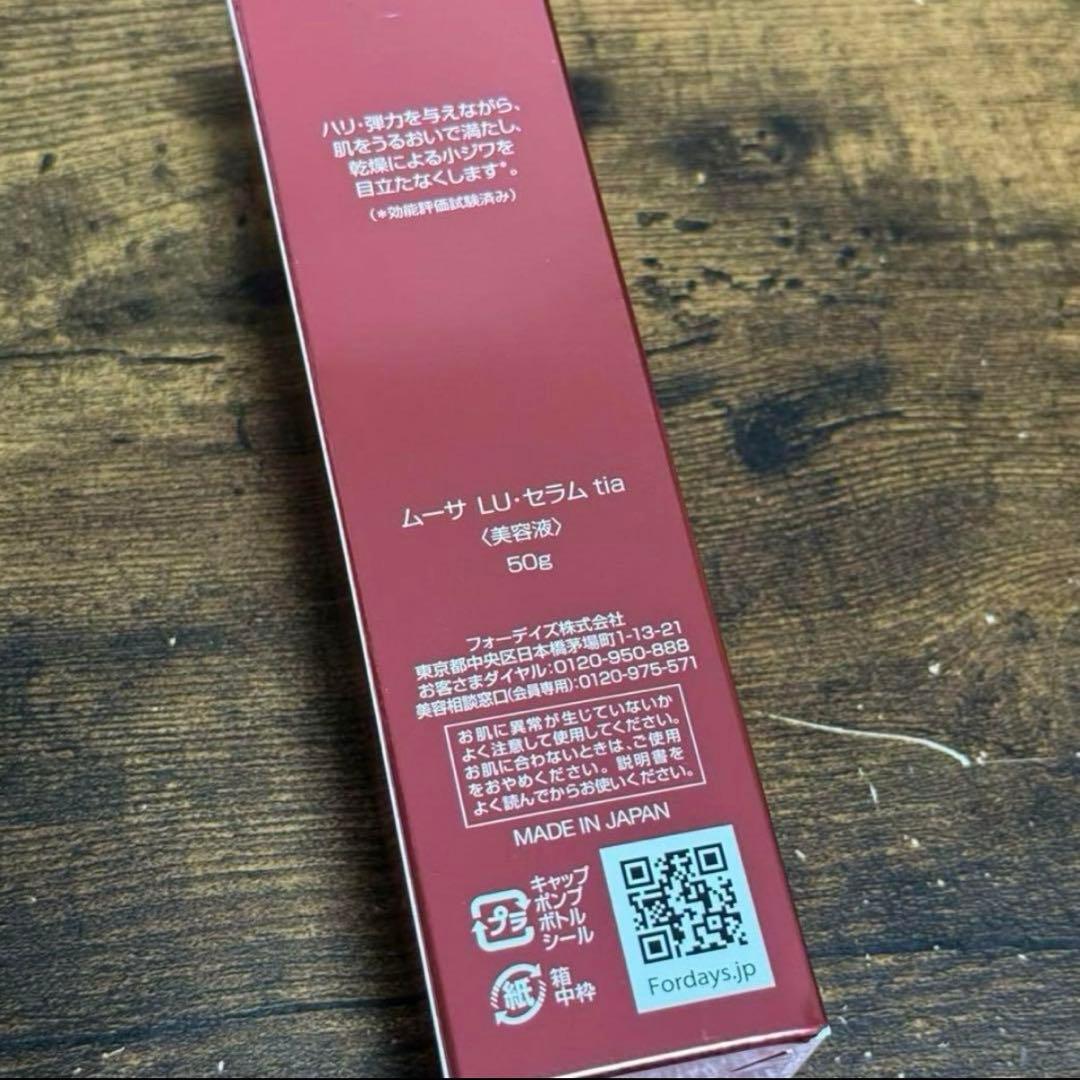 ハリ・弾力を与えながら、
肌をうるおいで満たし、
乾燥による小ジワを
目立たなくします*。
(*効能評価試験済み)
ムーサ LU・セラム tia
〈美容液〉
50g
フォーデイズ株式会社
東京都中央区日本橋茅場町1-13-21
お客さまダイヤル:0120-950-888
美容相談窓口(会員専用):0120-975-571
お肌に異常が生じていないか
よく注意して使用してください。
お肌に合わないときは、ご使用
をおやめください。説明書を
よく読んでからお使いください。
MADE IN JAPAN
プラ
キャップ
ポンプ
ボトル
シール
紙
箱
中枠
Fordays.jp